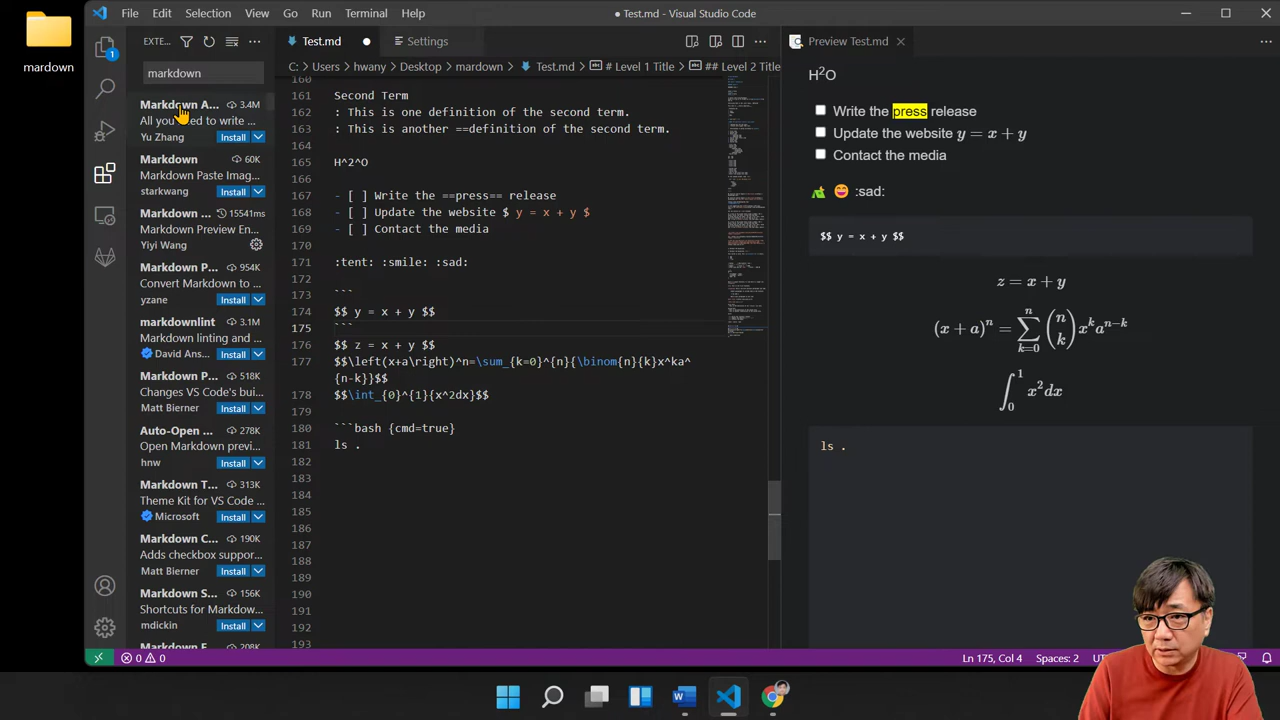 mardown
File Edit Selection View Go Run Terminal Help
● Test.md - Visual Studio Code
EXTE...
Test.md
Settings
Preview Test.md
1
markdown
C: > Users > hwany > Desktop > mardown > Test.md > # Level 1 Title > ## Level 2 Title
Markdown A... 3.4M
All you need to write ...
Yu Zhang Install
Markdown 60K
Markdown Paste Imag...
starkwang Install
Markdown ... 15541ms
Markdown Preview En...
Yiyi Wang
Markdown P... 954K
Convert Markdown to ...
yzane Install
markdownlint 3.1M
Markdown linting and ...
David Ans... Install
Markdown P... 518K
Changes VS Code's bui...
Matt Bierner Install
Auto-Open ... 278K
Open Markdown previ...
hnw Install
Markdown T... 313K
Theme Kit for VS Code ...
Microsoft Install
Markdown C... 190K
Adds checkbox suppor...
Matt Bierner Install
Markdown S... 156K
Shortcuts for Markdow...
mdickin Install
160
161 Second Term
162 : This is one definition of the second term.
163 : This is another ==definition of the second term.
164
165 H^2^O
166
167 - [ ] Write the ==press== release
168 - [ ] Update the website $ y = x + y $
169 - [ ] Contact the media
170
171 :tent: :smile: :sad:
172
173 ```
174 $$ y = x + y $$
175 ```
176 $$ z = x + y $$
177 $$\left(x+a\right)^n=\sum_{k=0}^{n}{\binom{n}{k}x^ka^
{n-k}}$$
178 $$\int_{0}^{1}{x^2dx}$$
179
180 ```bash {cmd=true}
181 ls .
182
183
184
185
186
187
188
189
190
191
192
193
H²O
Write the press release
Update the website y = x + y
Contact the media
:sad:
$$ y = x + y $$
z = x + y
(x + a)ⁿ = ∑ₖ₌₀ⁿ (n k) xᵏaⁿ⁻ᵏ
∫₀¹ x²dx
ls .
0 0
Ln 175, Col 4 Spaces: 2